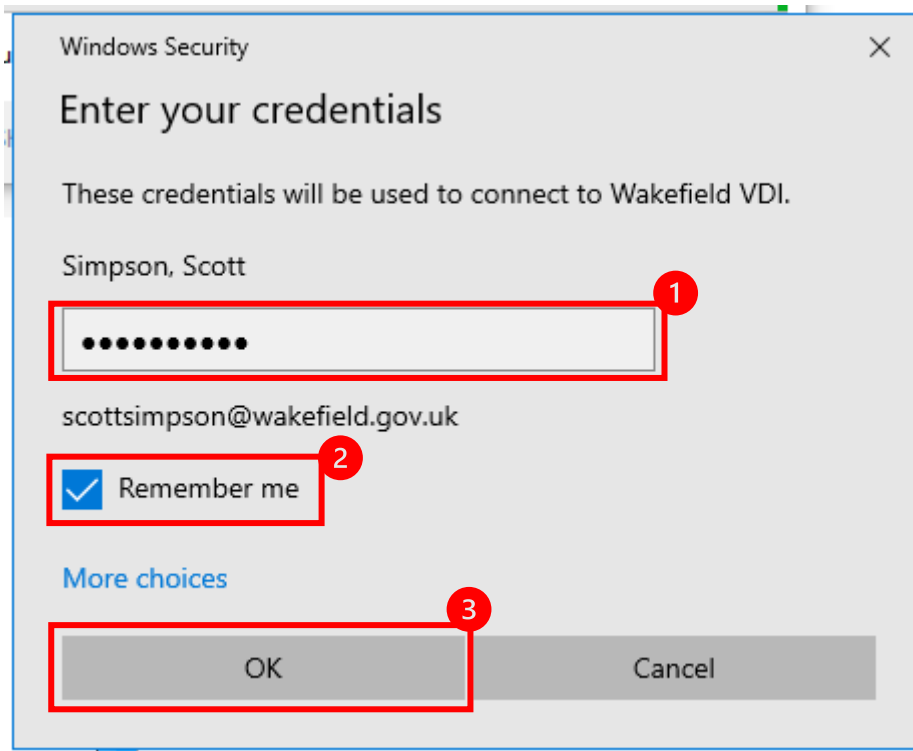 Windows Security
Enter your credentials
These credentials will be used to connect to Wakefield VDI.
Simpson, Scott
1
••••••••••
scottsimpson@wakefield.gov.uk
2
Remember me
More choices
3
OK Cancel